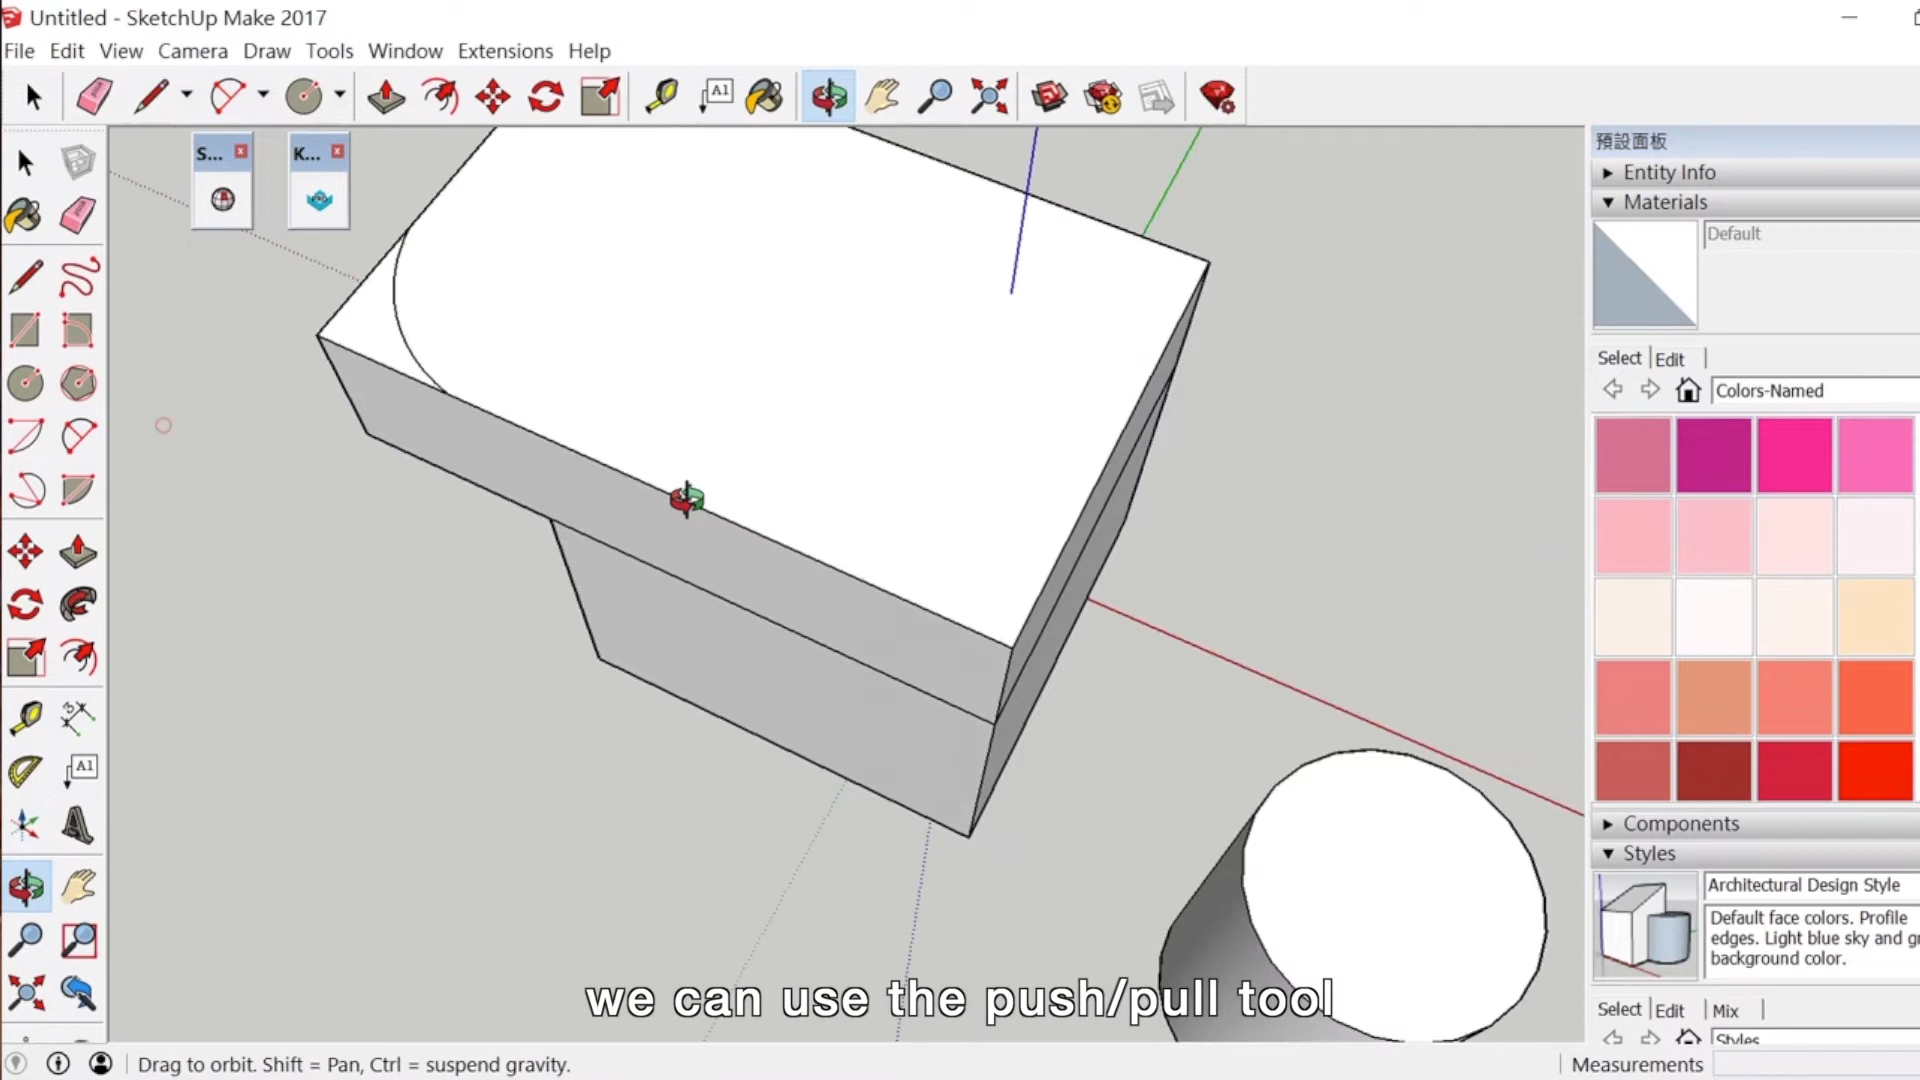 Untitled - SketchUp Make 2017
File Edit View Camera Draw Tools Window Extensions Help
A1
S...
K...
預設面板
Entity Info
Materials
Default
Select Edit
Colors-Named
A1
Components
Styles
Architectural Design Style
Default face colors. Profile
edges. Light blue sky and
background color.
Select Edit Mix
Styles
we can use the push/pull tool
Drag to orbit. Shift = Pan, Ctrl = suspend gravity.
Measurements